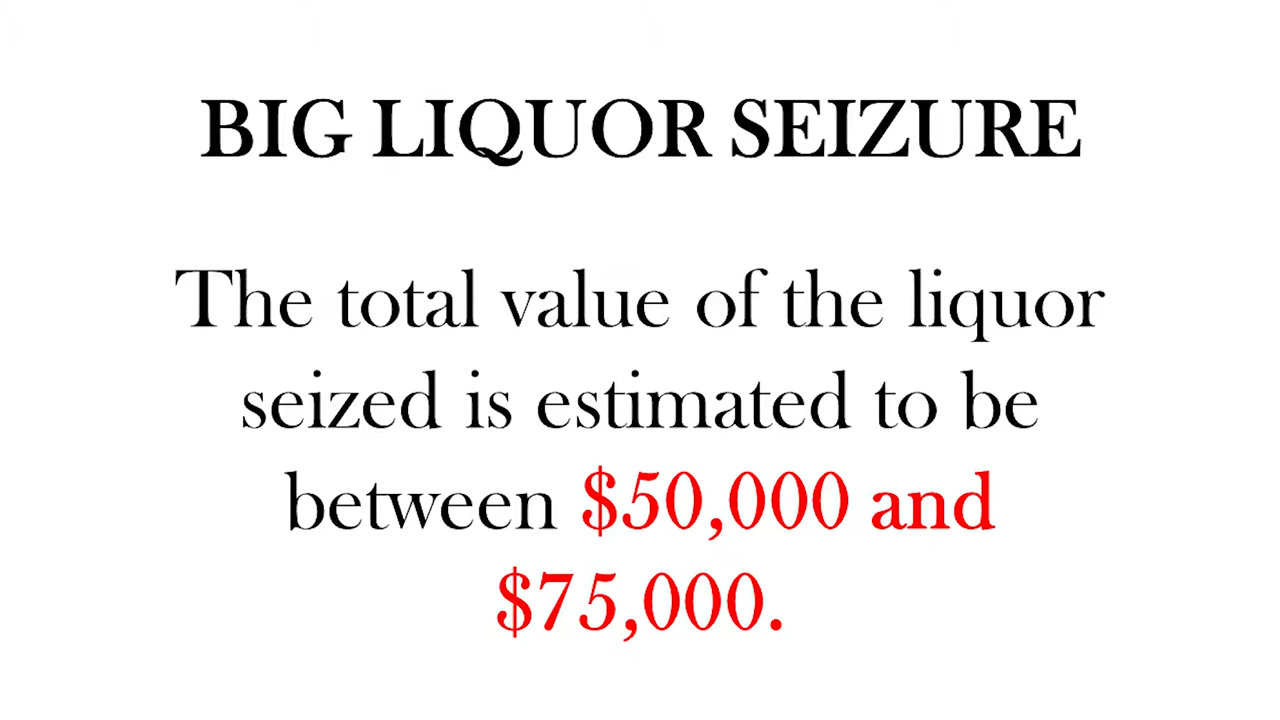 BIG LIQUOR SEIZURE
The total value of the liquor
seized is estimated to be
between $50,000 and
$75,000.